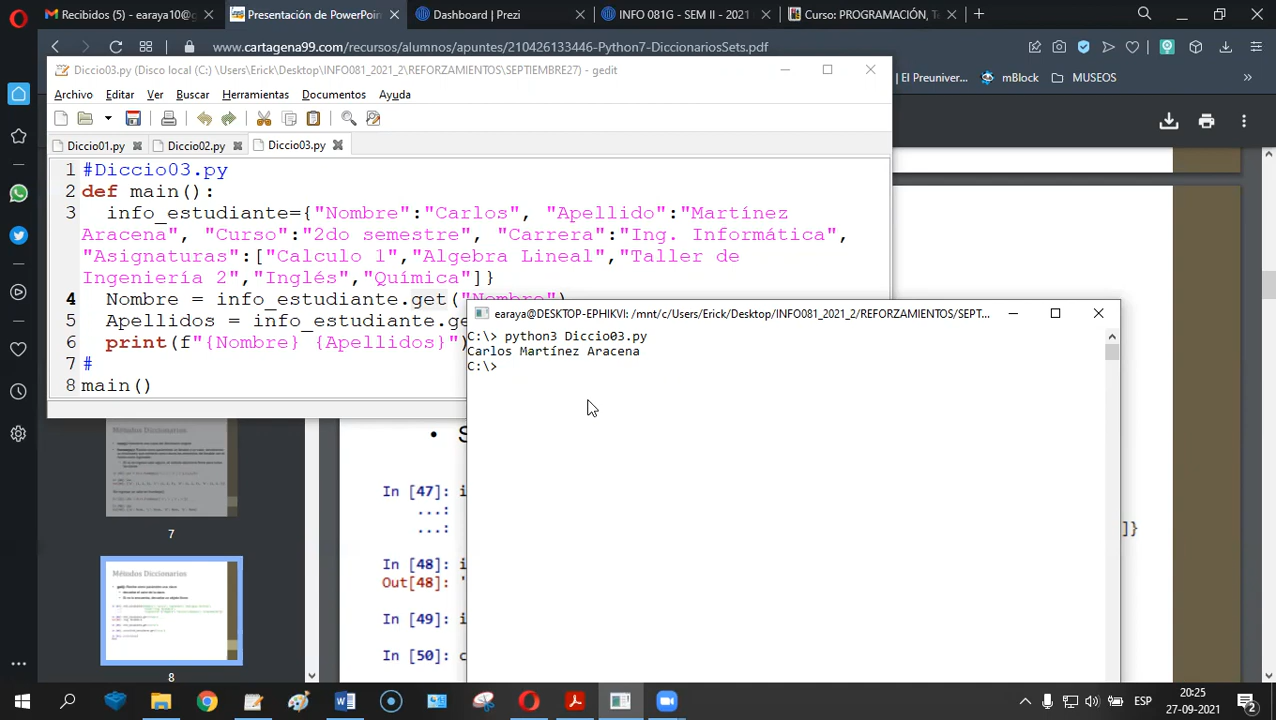 Recibidos (5) - earaya10@g
Presentación de PowerPoin
Dashboard | Prezi
INFO 081G - SEM II - 2021
Curso: PROGRAMACIÓN, Te
www.cartagena99.com/recursos/alumnos/apuntes/210426133446-Python7-DiccionariosSets.pdf
El Preuniver...
mBlock
MUSEOS
Diccio03.py (Disco local (C:) \Users\Erick\Desktop\INFO081_2021_2\REFORZAMIENTOS\SEPTIEMBRE27) - gedit
Archivo Editar Ver Buscar Herramientas Documentos Ayuda
Diccio01.py
Diccio02.py
Diccio03.py
1 #Diccio03.py
2 def main():
3 info_estudiante={"Nombre":"Carlos", "Apellido":"Martínez
Aracena", "Curso":"2do semestre", "Carrera":"Ing. Informática",
"Asignaturas":["Calculo 1","Algebra Lineal","Taller de
Ingeniería 2","Inglés","Química"]}
4 Nombre = info_estudiante.get("Nombre")
5 Apellidos = info_estudiante.ge
6 print(f"{Nombre} {Apellidos}")
7 #
8 main()
earaya@DESKTOP-EPHIKVI: /mnt/c/Users/Erick/Desktop/INFO081_2021_2/REFORZAMIENTOS/SEPT...
C:\> python3 Diccio03.py
Carlos Martínez Aracena
C:\>
• S
In [47]: i
...:
...:
]}
In [48]: i
Out[48]: '
In [49]: i
In [50]: c
Métodos Diccionarios
7
Métodos Diccionarios
8
ESP
20:25
27-09-2021
2